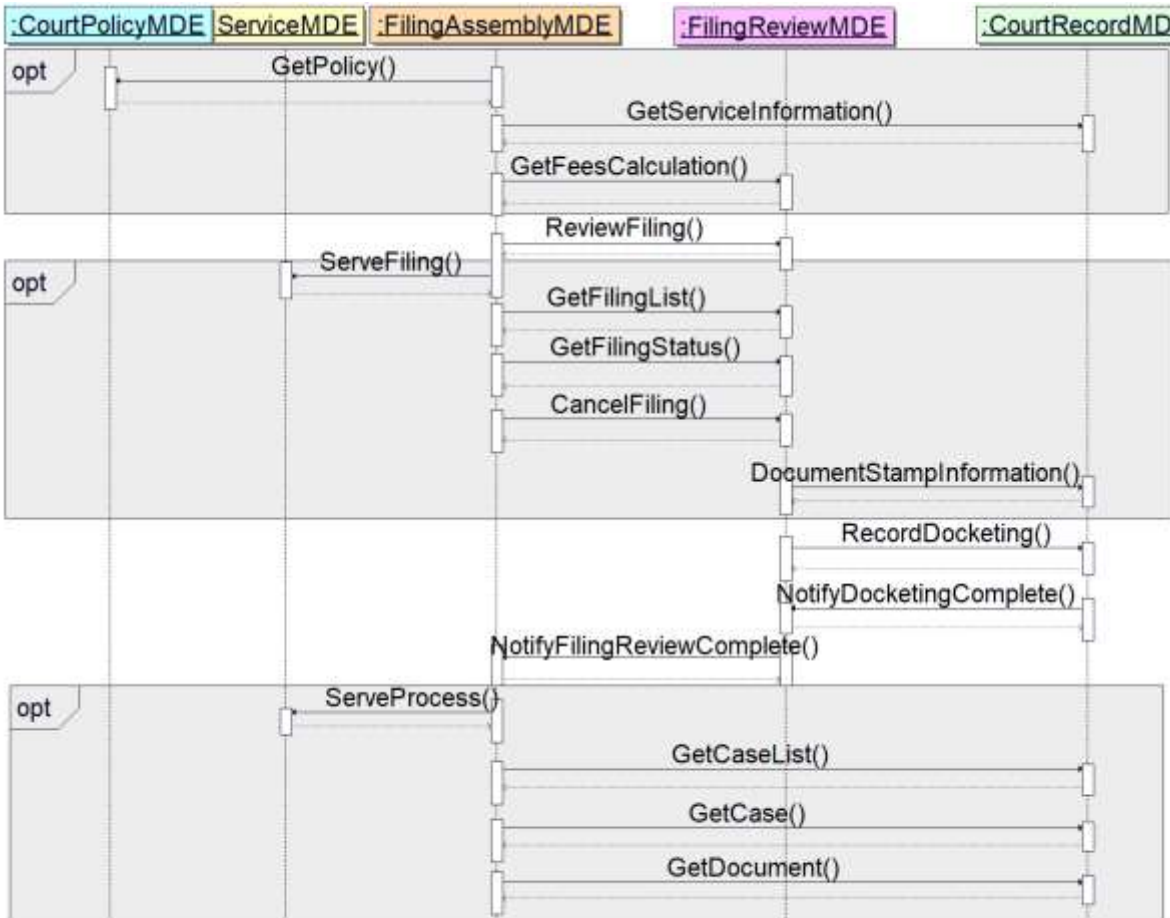 :CourtPolicyMDE ServiceMDE :FilingAssemblyMDE :FilingReviewMDE :CourtRecordMD
opt
GetPolicy()
GetServiceInformation()
GetFeesCalculation()
ReviewFiling()
opt
ServeFiling()
GetFilingList()
GetFilingStatus()
CancelFiling()
DocumentStampInformation()
RecordDocketing()
NotifyDocketingComplete()
NotifyFilingReviewComplete()
opt
ServeProcess()
GetCaseList()
GetCase()
GetDocument()